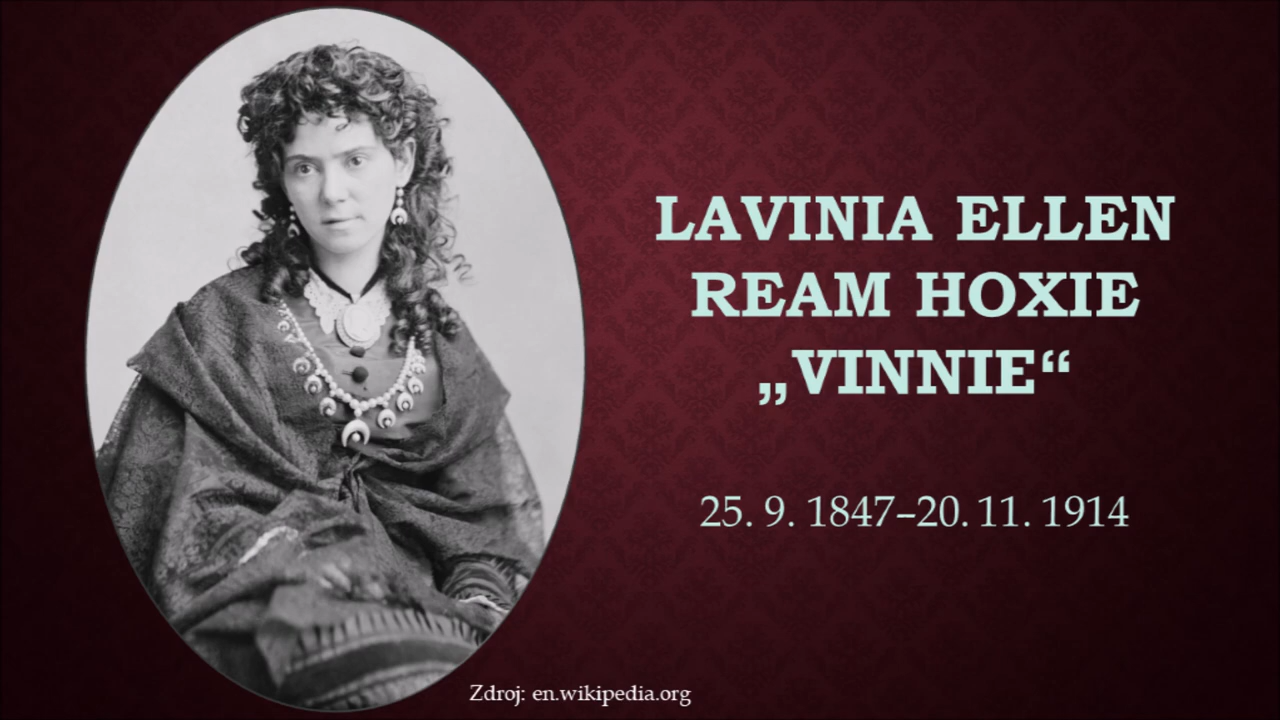 LAVINIA ELLEN
REAM HOXIE
„VINNIE“
25. 9. 1847–20. 11. 1914
Zdroj: en.wikipedia.org